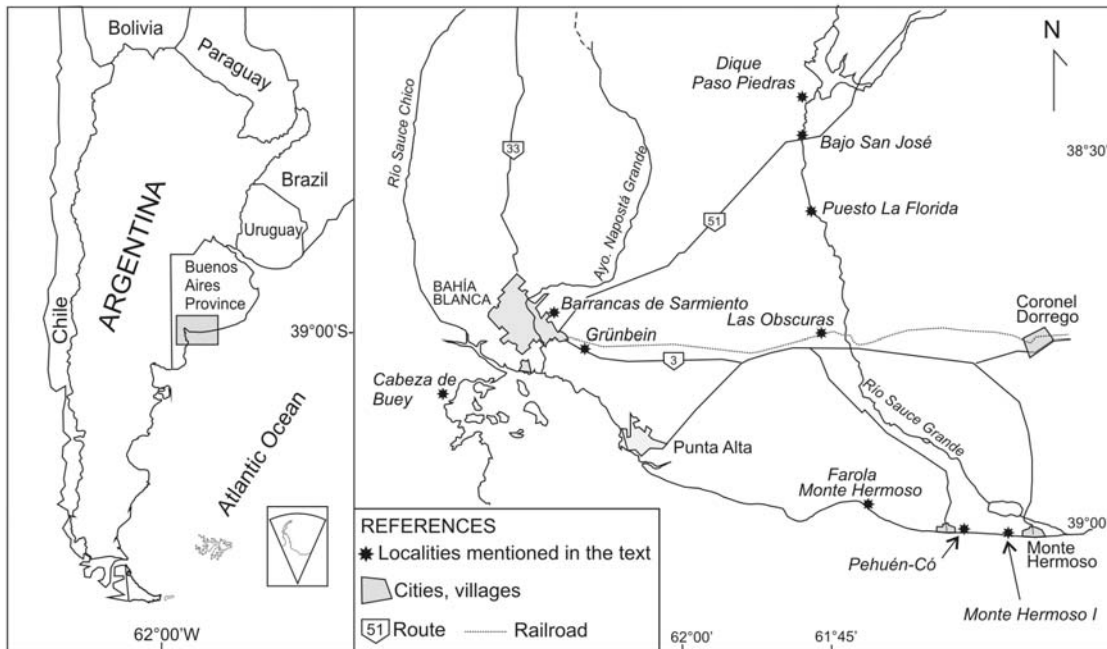 Bolivia
Paraguay
Brazil
Uruguay
ARGENTINA
Chile
Buenos
Aires
Province
39°00'S
Atlantic Ocean
62°00'W
N
Dique
Paso Piedras
Bajo San José
38°30'
Río Sauce Chico
33
Ayo. Napostá Grande
51
Puesto La Florida
BAHÍA
BLANCA
Barrancas de Sarmiento
Las Obscuras
Coronel
Dorrego
Grünbein
3
Cabeza de
Buey
Río Sauce Grande
Punta Alta
Farola
Monte Hermoso
39°00'
Monte
Hermoso
Pehuén-Có
Monte Hermoso I
REFERENCES
Localities mentioned in the text
Cities, villages
51 Route Railroad
62°00'
61°45'